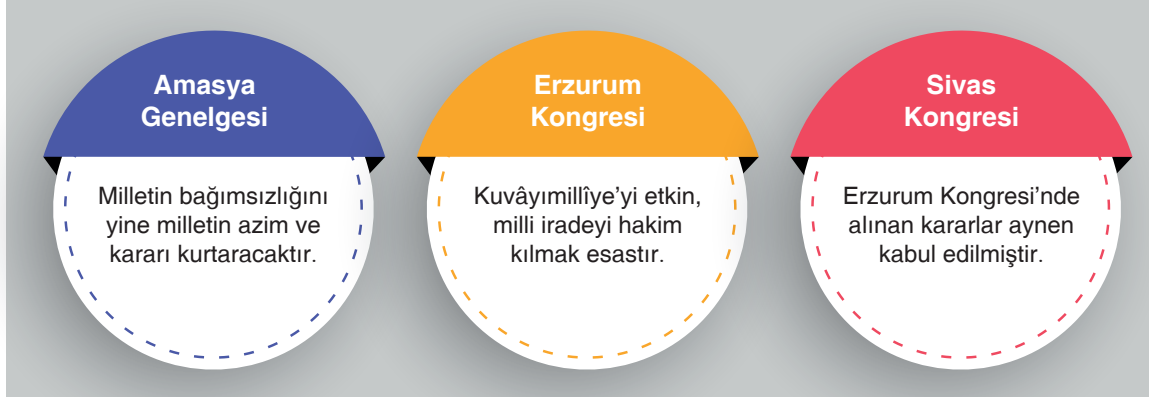 Amasya
Genelgesi
Milletin bağımsızlığını
yine milletin azim ve
kararı kurtaracaktır.
Erzurum
Kongresi
Kuvâyımillîye’yi etkin,
milli iradeyi hakim
kılmak esastır.
Sivas
Kongresi
Erzurum Kongresi’nde
alınan kararlar aynen
kabul edilmiştir.